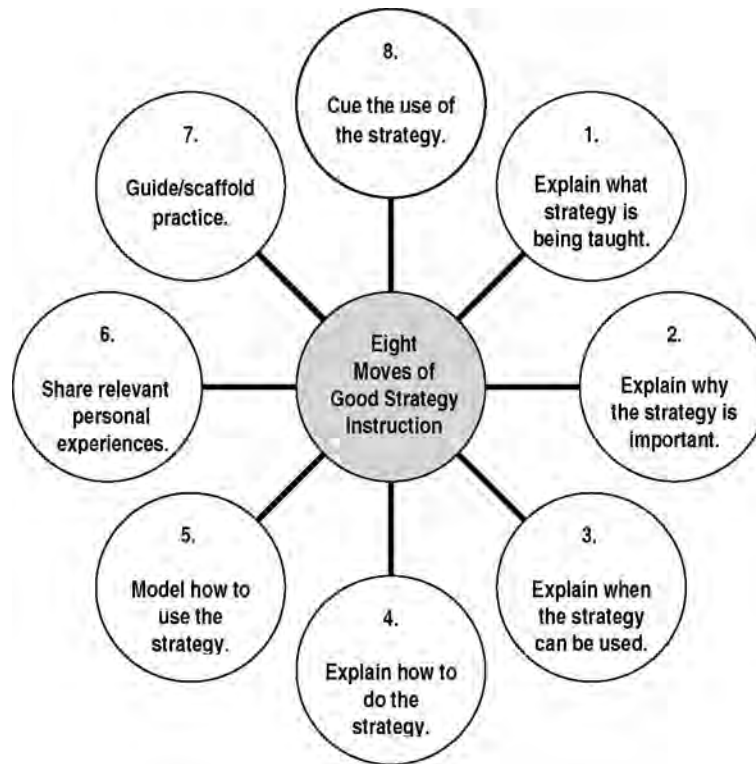 Eight
Moves of
Good Strategy
Instruction
1.
Explain what
strategy is
being taught.
2.
Explain why
the strategy is
important.
3.
Explain when
the strategy
can be used.
4.
Explain how to
do the
strategy.
5.
Model how to
use the
strategy.
6.
Share relevant
personal
experiences.
7.
Guide/scaffold
practice.
8.
Cue the use of
the strategy.